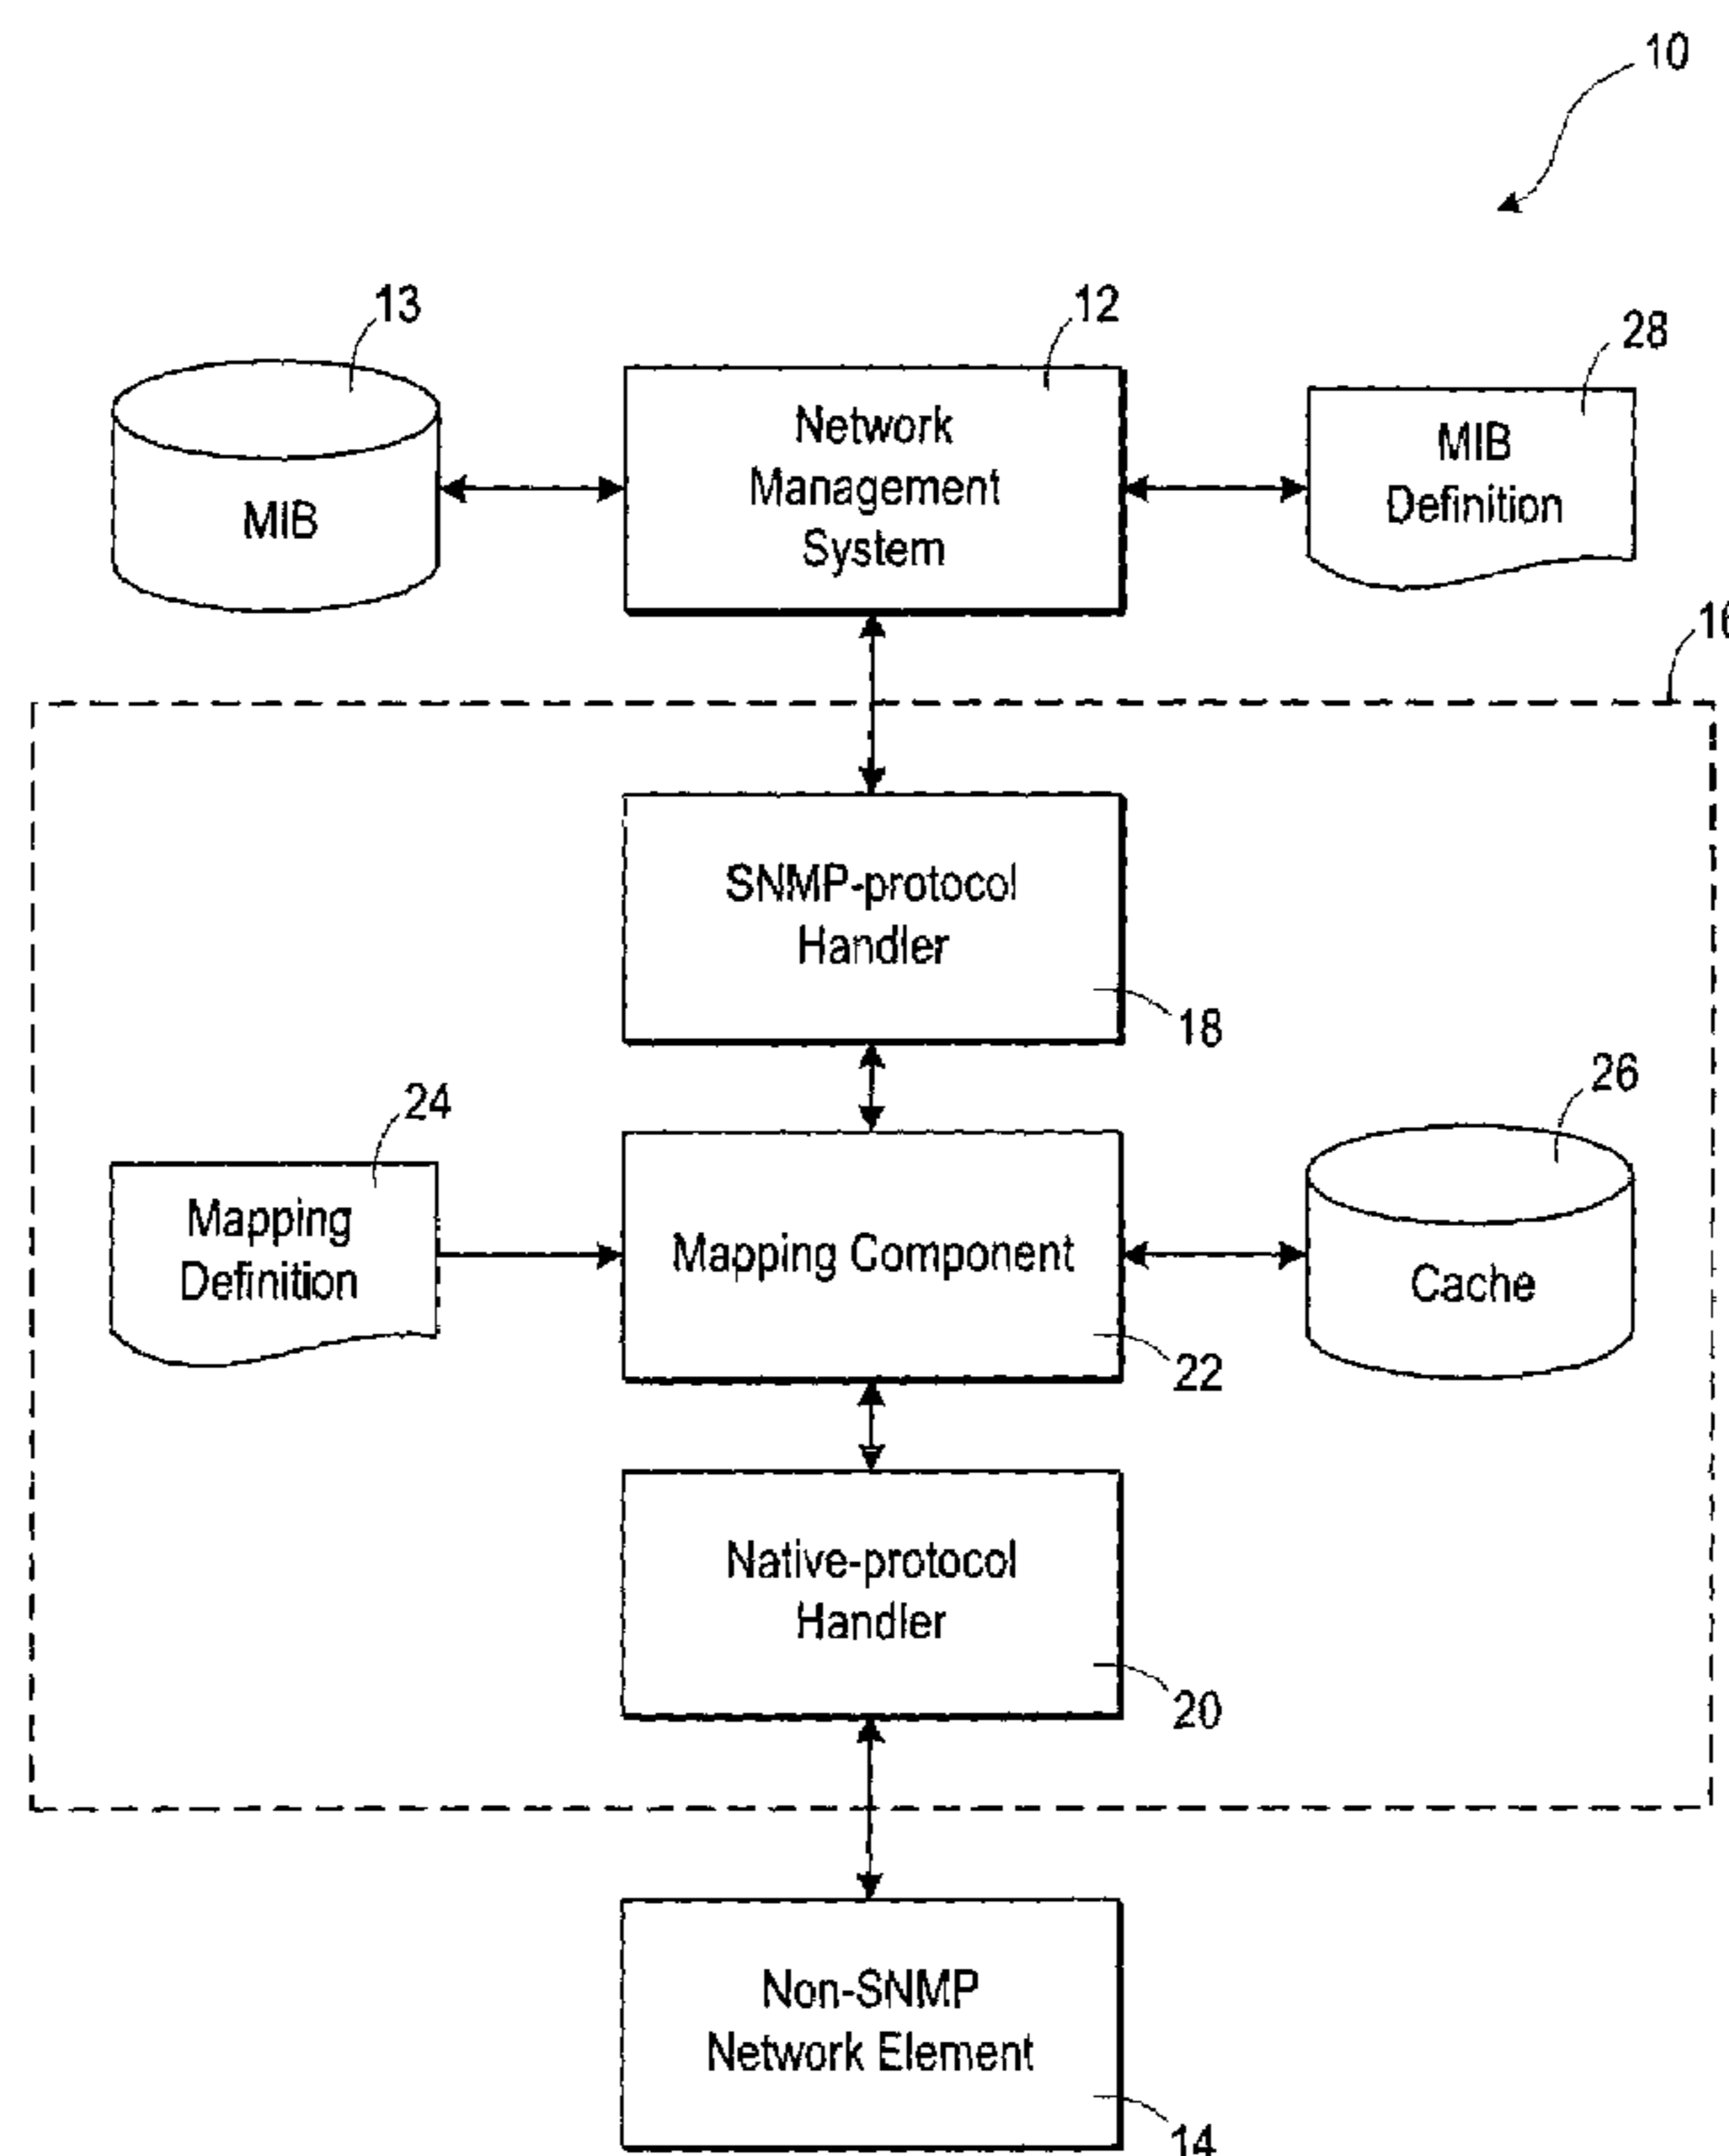 10
13
12
28
MIB
Network
Management
System
MIB
Definition
16
SNMP-protocol
Handler
18
24
26
Mapping
Definition
Mapping Component
Cache
22
Native-protocol
Handler
20
Non-SNMP
Network Element
14